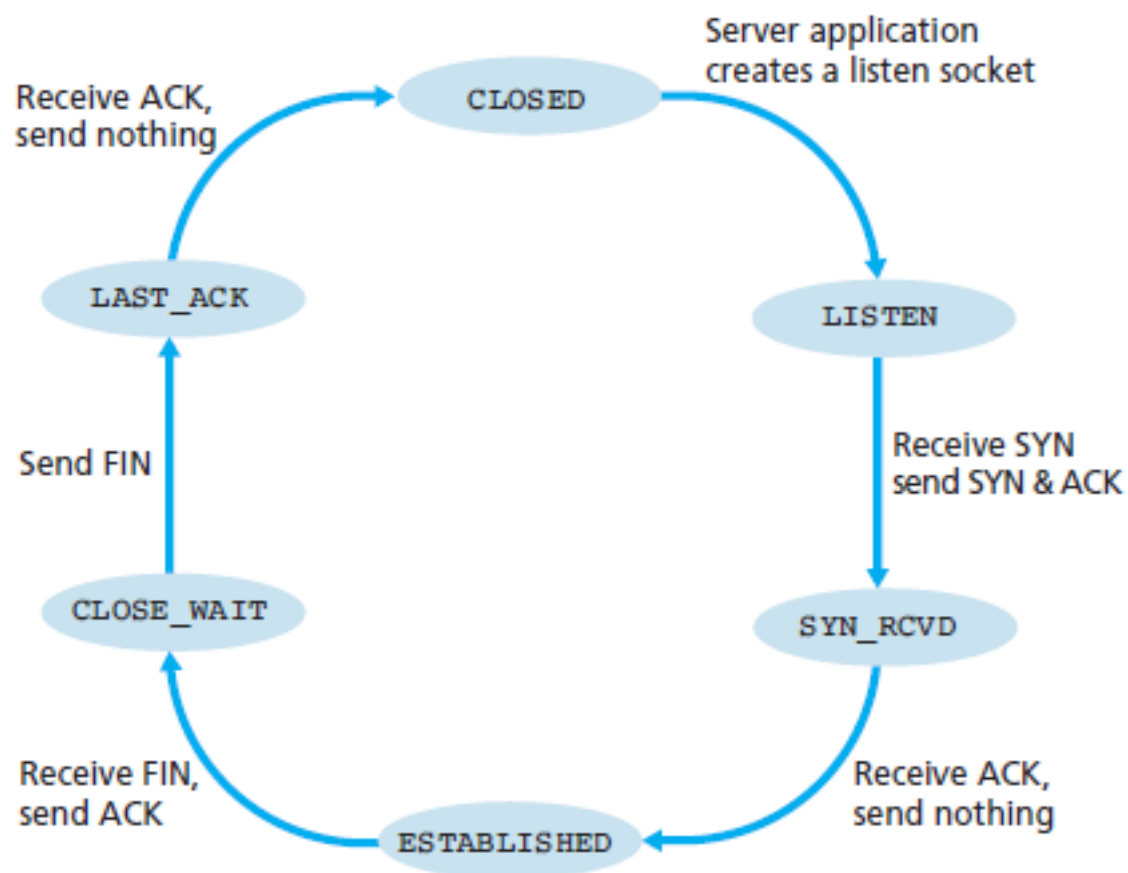 Server application
creates a listen socket
CLOSED
Receive ACK,
send nothing
LAST_ACK
LISTEN
Receive SYN
send SYN & ACK
Send FIN
CLOSE_WAIT
SYN_RCVD
Receive FIN,
send ACK
Receive ACK,
send nothing
ESTABLISHED